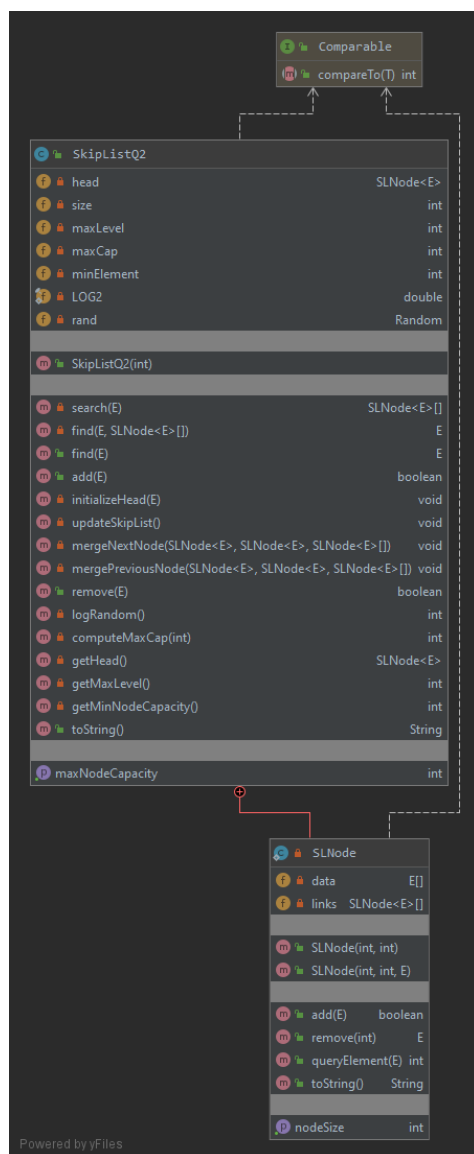 Comparable
compareTo(T) int
SkipListQ2
head SLNode<E>
size int
maxLevel int
maxCap int
minElement int
LOG2 double
rand Random
SkipListQ2(int)
search(E) SLNode<E>[]
find(E, SLNode<E>[]) E
find(E) E
add(E) boolean
initializeHead(E) void
updateSkipList() void
mergeNextNode(SLNode<E>, SLNode<E>, SLNode<E>[]) void
mergePreviousNode(SLNode<E>, SLNode<E>, SLNode<E>[]) void
remove(E) boolean
logRandom() int
computeMaxCap(int) int
getHead() SLNode<E>
getMaxLevel() int
getMinNodeCapacity() int
toString() String
maxNodeCapacity int
SLNode
data E[]
links SLNode<E>[]
SLNode(int, int)
SLNode(int, int, E)
add(E) boolean
remove(int) E
queryElement(E) int
toString() String
nodeSize int
Powered by yFiles